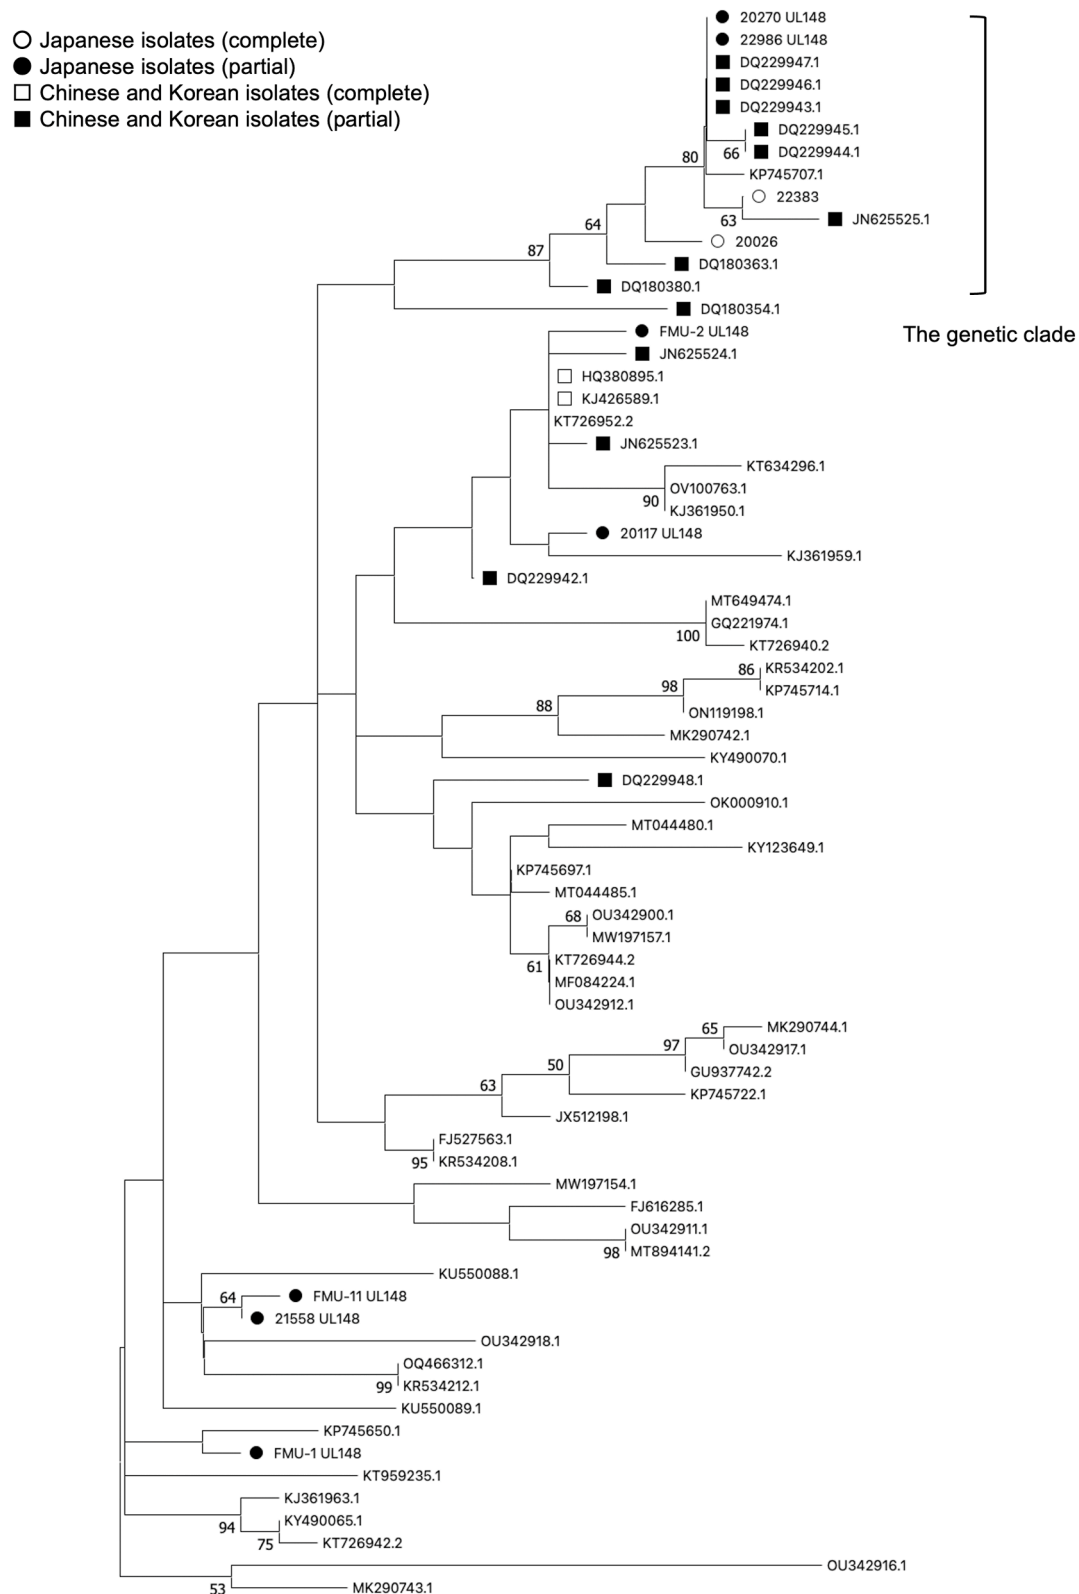 Japanese isolates (complete)
Japanese isolates (partial)
Chinese and Korean isolates (complete)
Chinese and Korean isolates (partial)
20270 UL148
22986 UL148
DQ229947.1
DQ229946.1
DQ229943.1
DQ229945.1
66
DQ229944.1
80
KP745707.1
22383
63
JN625525.1
64
20026
87
DQ180363.1
DQ180380.1
DQ180354.1
The genetic clade
FMU-2 UL148
JN625524.1
HQ380895.1
KJ426589.1
KT726952.2
JN625523.1
KT634296.1
OV100763.1
90
KJ361950.1
20117 UL148
KJ361959.1
DQ229942.1
MT649474.1
GQ221974.1
100
KT726940.2
86
KR534202.1
98
KP745714.1
88
ON119198.1
MK290742.1
KY490070.1
DQ229948.1
OK000910.1
MT044480.1
KY123649.1
KP745697.1
MT044485.1
68
OU342900.1
MW197157.1
61
KT726944.2
MF084224.1
OU342912.1
65
MK290744.1
97
OU342917.1
50
GU937742.2
63
KP745722.1
JX512198.1
FJ527563.1
95
KR534208.1
MW197154.1
FJ616285.1
OU342911.1
98
MT894141.2
KU550088.1
64
FMU-11 UL148
21558 UL148
OU342918.1
OQ466312.1
99
KR534212.1
KU550089.1
KP745650.1
FMU-1 UL148
KT959235.1
KJ361963.1
94
KY490065.1
75
KT726942.2
OU342916.1
53
MK290743.1